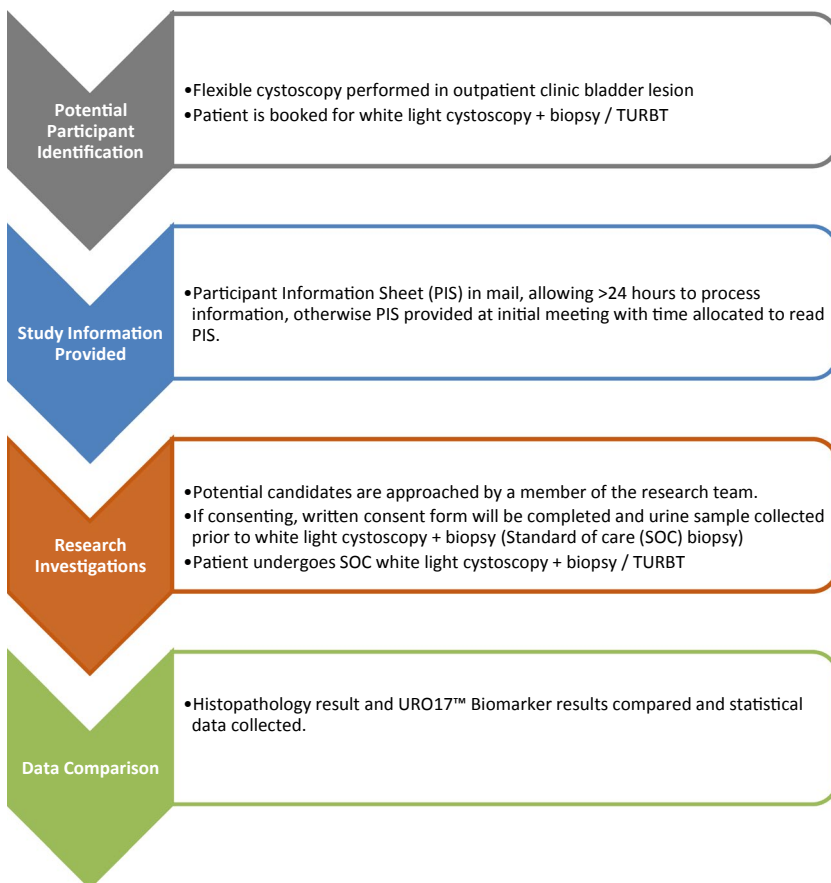 Potential
Participant
Identification
•Flexible cystoscopy performed in outpatient clinic bladder lesion
•Patient is booked for white light cystoscopy + biopsy / TURBT
Study Information
Provided
•Participant Information Sheet (PIS) in mail, allowing >24 hours to process
information, otherwise PIS provided at initial meeting with time allocated to read
PIS.
Research
Investigations
•Potential candidates are approached by a member of the research team.
•If consenting, written consent form will be completed and urine sample collected
prior to white light cystoscopy + biopsy (Standard of care (SOC) biopsy)
•Patient undergoes SOC white light cystoscopy + biopsy / TURBT
Data Comparison
•Histopathology result and URO17™ Biomarker results compared and statistical
data collected.